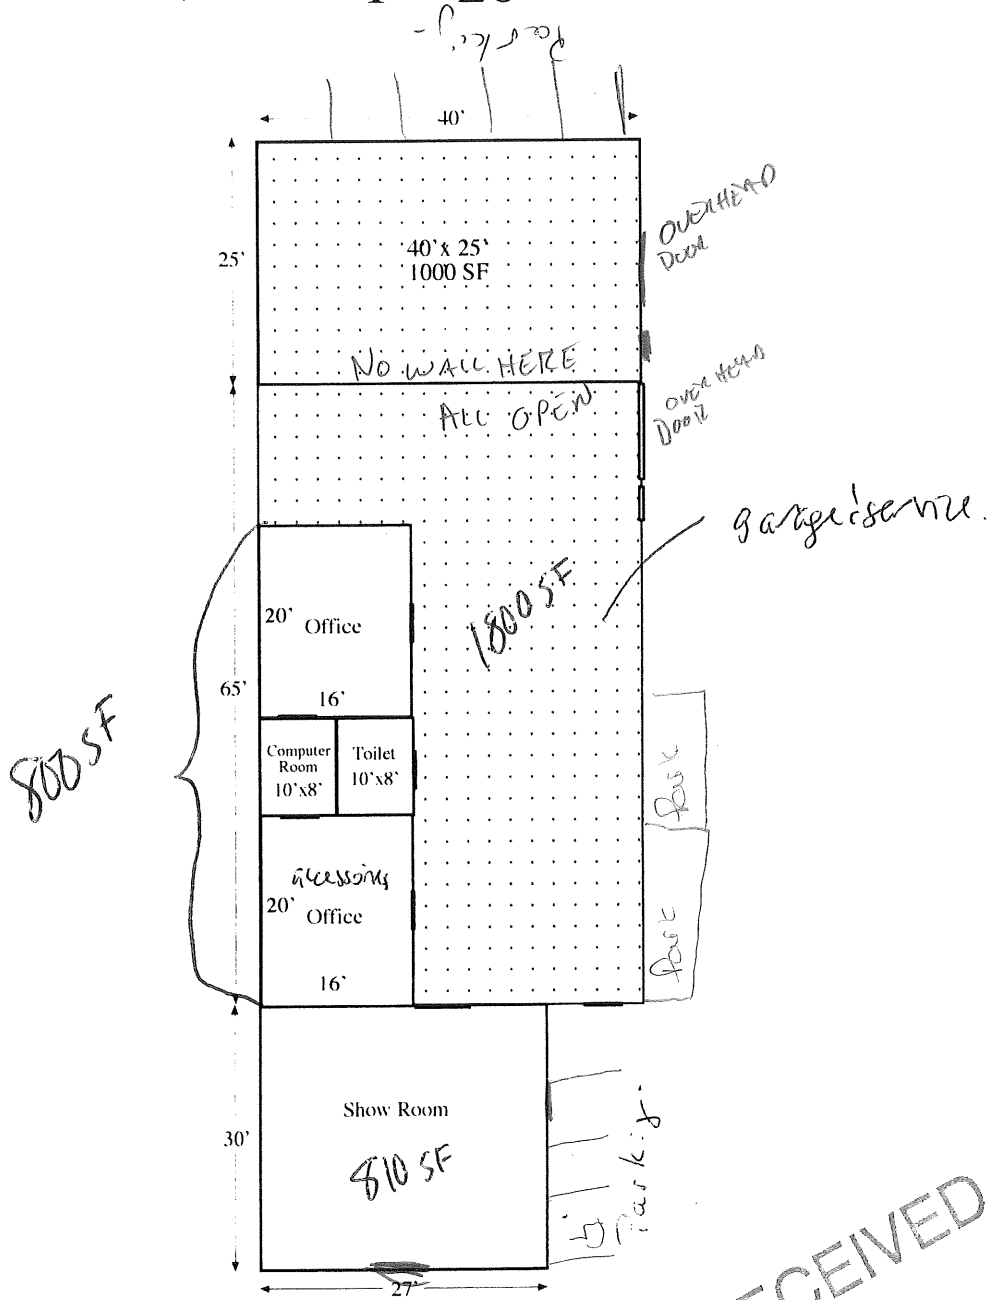 Parking
40'
OVERHEAD
DOOR
25'
40' x 25'
1000 SF
NO WALL HERE
ALL OPEN
OVERHEAD
DOOR
garage/service.
1800 SF
20' Office
16'
65'
800 SF
Computer
Room
10'x8'
Toilet
10'x8'
Park
accessories
20' Office
16'
Park
Show Room
30'
810 SF
Parking
27'